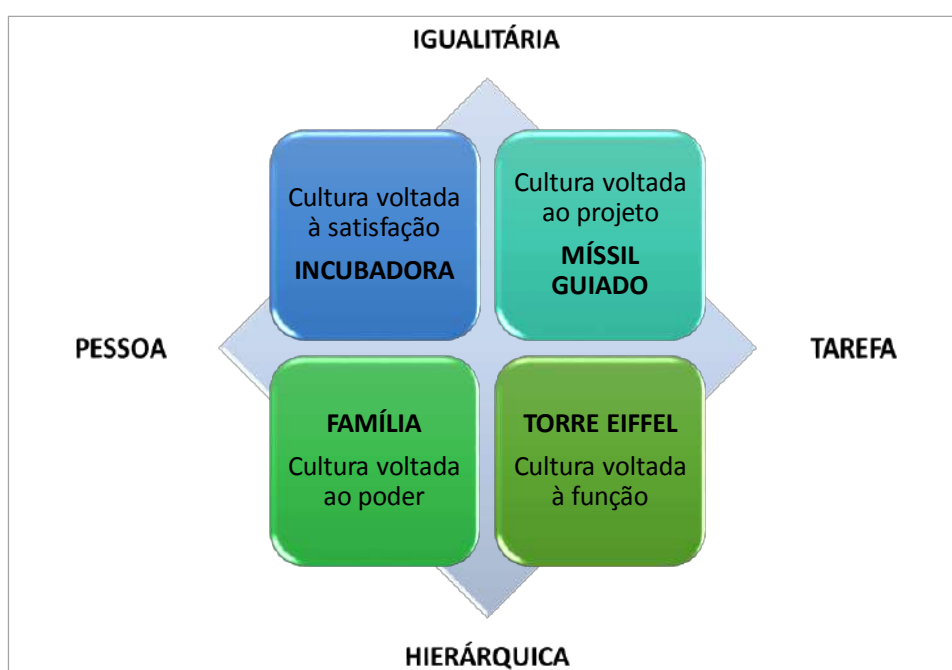 IGUALITÁRIA
Cultura voltada
à satisfação
INCUBADORA
Cultura voltada
ao projeto
MÍSSIL
GUIADO
PESSOA
TAREFA
FAMÍLIA
Cultura voltada
ao poder
TORRE EIFFEL
Cultura voltada
à função
HIERÁRQUICA